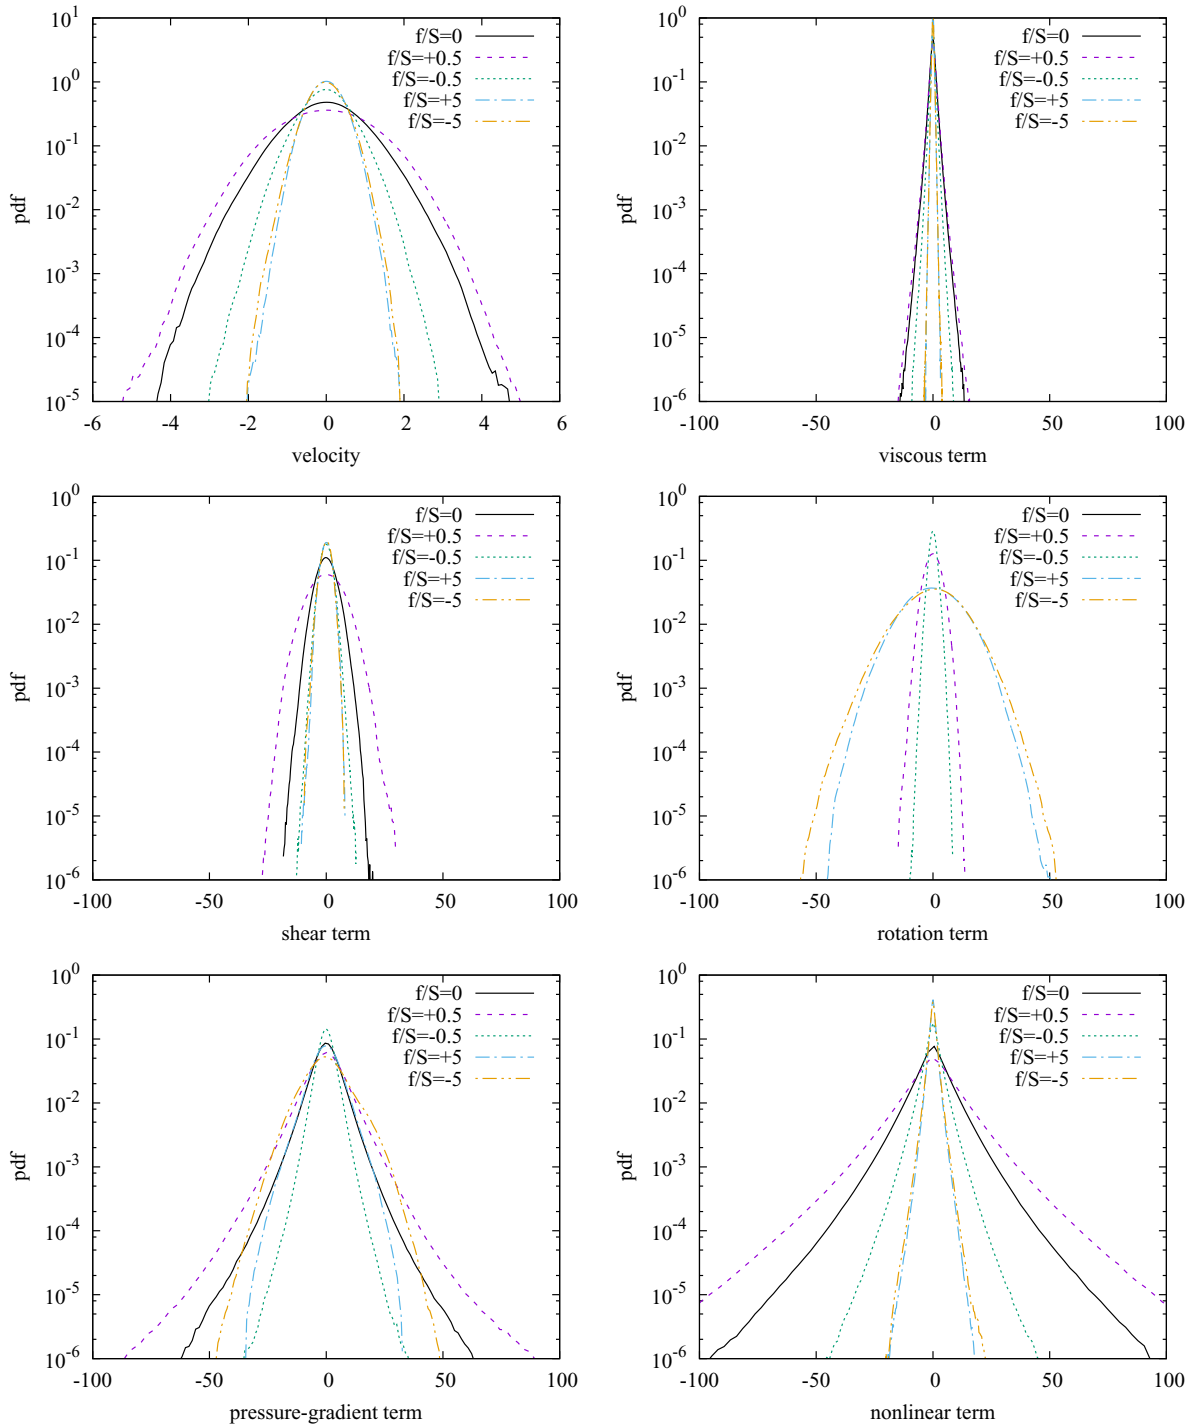 10^1
10^0
10^-1
10^-2
10^-3
10^-4
10^-5
pdf
-6 -4 -2 0 2 4 6
velocity
f/S=0
f/S=+0.5
f/S=-0.5
f/S=+5
f/S=-5
10^0
10^-1
10^-2
10^-3
10^-4
10^-5
10^-6
pdf
-100 -50 0 50 100
viscous term
f/S=0
f/S=+0.5
f/S=-0.5
f/S=+5
f/S=-5
10^0
10^-1
10^-2
10^-3
10^-4
10^-5
10^-6
pdf
-100 -50 0 50 100
shear term
f/S=0
f/S=+0.5
f/S=-0.5
f/S=+5
f/S=-5
10^0
10^-1
10^-2
10^-3
10^-4
10^-5
10^-6
pdf
-100 -50 0 50 100
rotation term
f/S=0
f/S=+0.5
f/S=-0.5
f/S=+5
f/S=-5
10^0
10^-1
10^-2
10^-3
10^-4
10^-5
10^-6
pdf
-100 -50 0 50 100
pressure-gradient term
f/S=0
f/S=+0.5
f/S=-0.5
f/S=+5
f/S=-5
10^0
10^-1
10^-2
10^-3
10^-4
10^-5
10^-6
pdf
-100 -50 0 50 100
nonlinear term
f/S=0
f/S=+0.5
f/S=-0.5
f/S=+5
f/S=-5